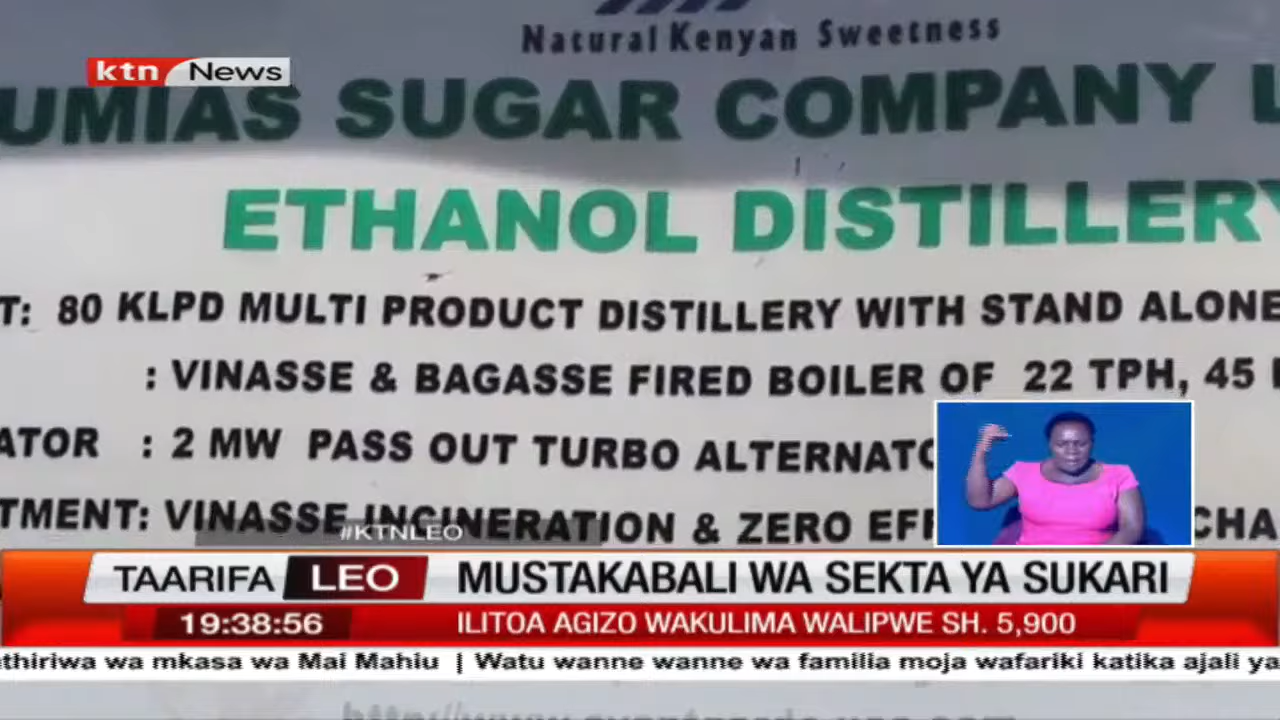 Natural Kenyan Sweetness
ktn News
UMIAS SUGAR COMPANY L
ETHANOL DISTILLERY
T: 80 KLPD MULTI PRODUCT DISTILLERY WITH STAND ALONE
: VINASSE & BAGASSE FIRED BOILER OF 22 TPH, 45
ATOR : 2 MW PASS OUT TURBO ALTERNATO
TMENT: VINASSE INCINERATION & ZERO EFF CHA
#KTNLEO
TAARIFA LEO MUSTAKABALI WA SEKTA YA SUKARI
19:38:56 ILITOA AGIZO WAKULIMA WALIPWE SH. 5,900
thiriwa wa mkasa wa Mai Mahiu | Watu wanne wanne wa familia moja wafariki katika ajali ya